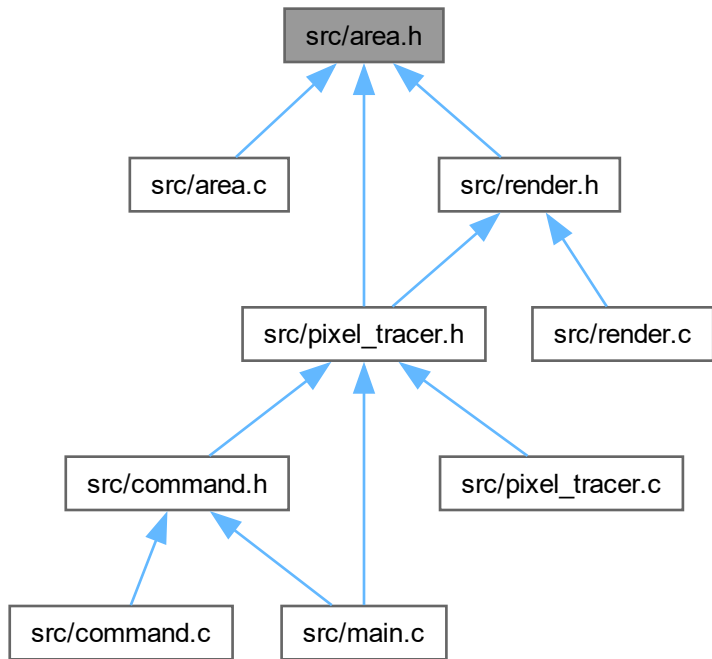 src/area.h
src/area.c
src/render.h
src/pixel_tracer.h
src/render.c
src/command.h
src/pixel_tracer.c
src/command.c
src/main.c